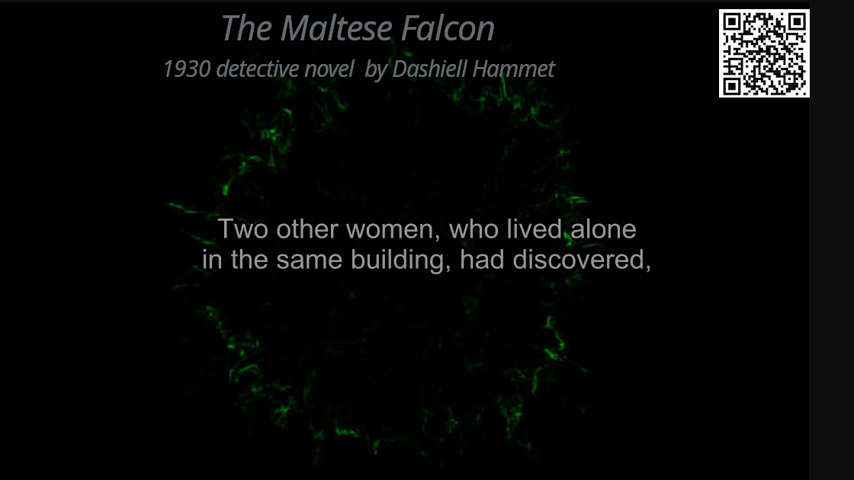 The Maltese Falcon
1930 detective novel by Dashiell Hammet
Two other women, who lived alone
in the same building, had discovered,